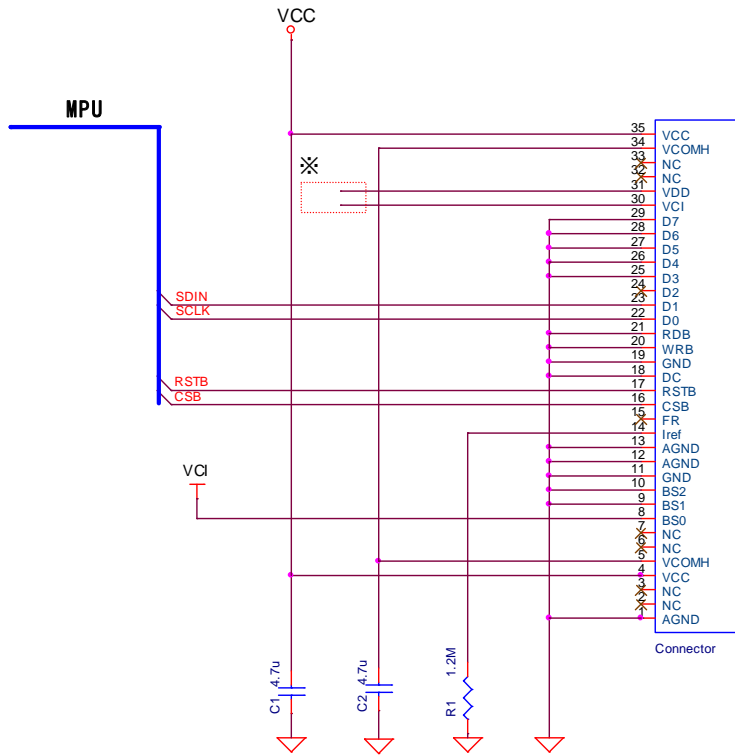 VCC
MPU
※
35 VCC
34 VCOMH
33 NC
32 NC
31 VDD
30 VCI
29 D7
28 D6
27 D5
26 D4
25 D3
24 D2
SDIN 23 D1
SCLK 22 D0
21 RDB
20 WRB
19 GND
18 DC
RSTB 17 RSTB
CSB 16 CSB
15 FR
14 Iref
13 AGND
12 AGND
11 GND
10 BS2
9 BS1
VCI
8 BS0
7 NC
6 NC
5 VCOMH
4 VCC
3 NC
2 NC
1 AGND
Connector
C1 4.7u
C2 4.7u
R1 1.2M